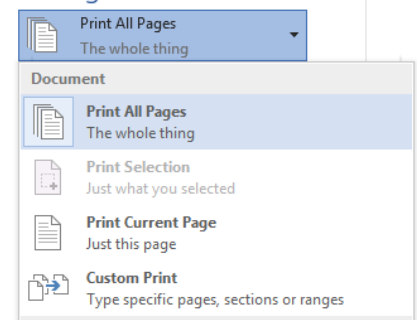 Print All Pages
The whole thing
Document
Print All Pages
The whole thing
Print Selection
Just what you selected
Print Current Page
Just this page
Custom Print
Type specific pages, sections or ranges